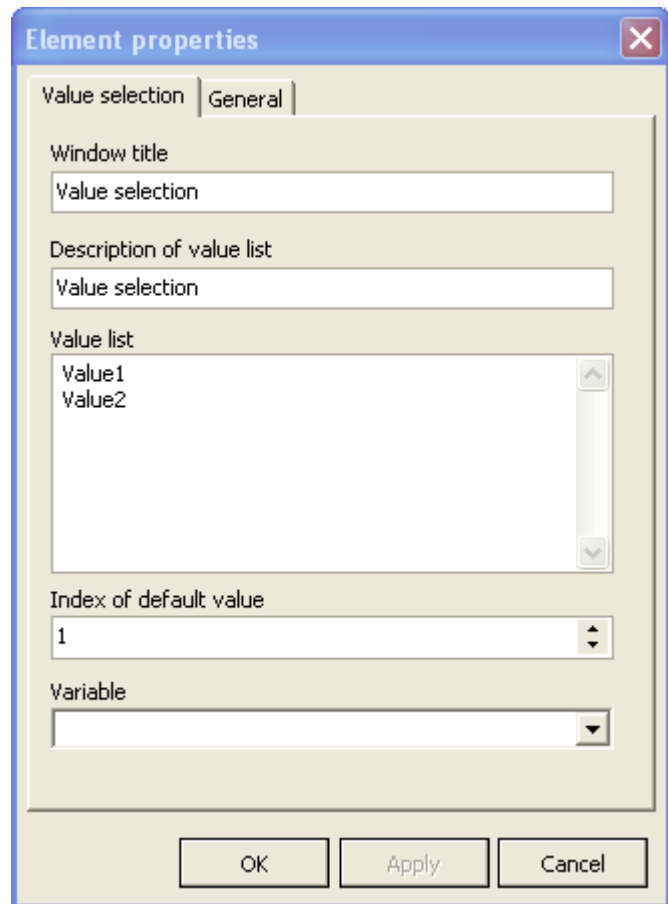 Element properties
Value selection
General
Window title
Value selection
Description of value list
Value selection
Value list
Value1
Value2
Index of default value
1
Variable
OK
Apply
Cancel